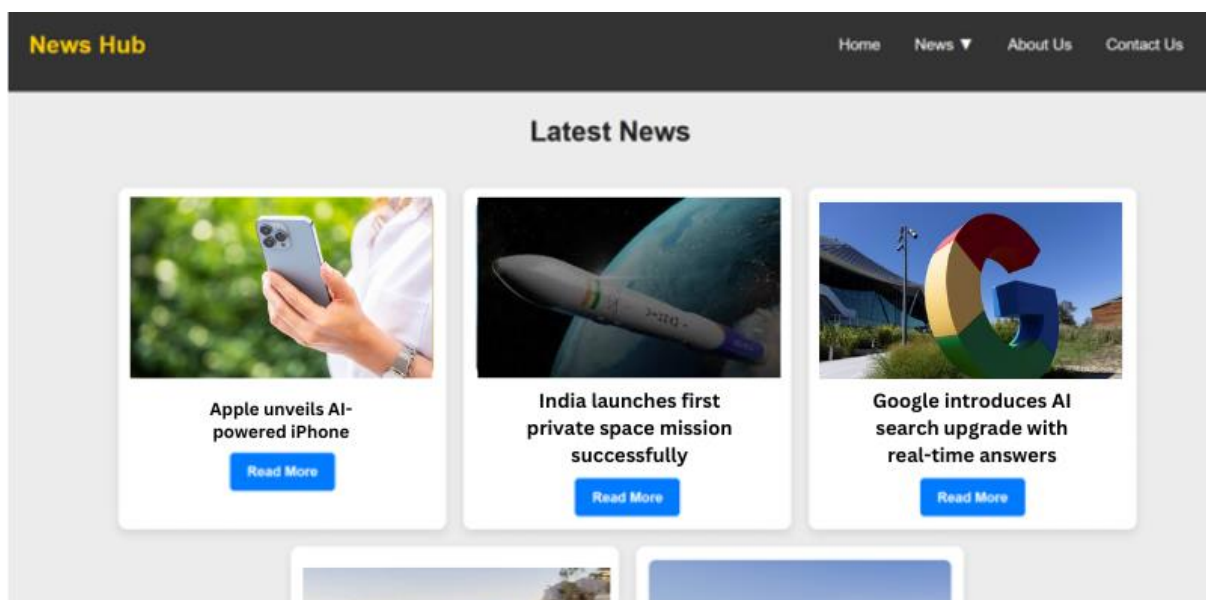 News Hub
Home News ▼ About Us Contact Us
Latest News
Apple unveils AI-
powered iPhone
Read More
India launches first
private space mission
successfully
Read More
Google introduces AI
search upgrade with
real-time answers
Read More